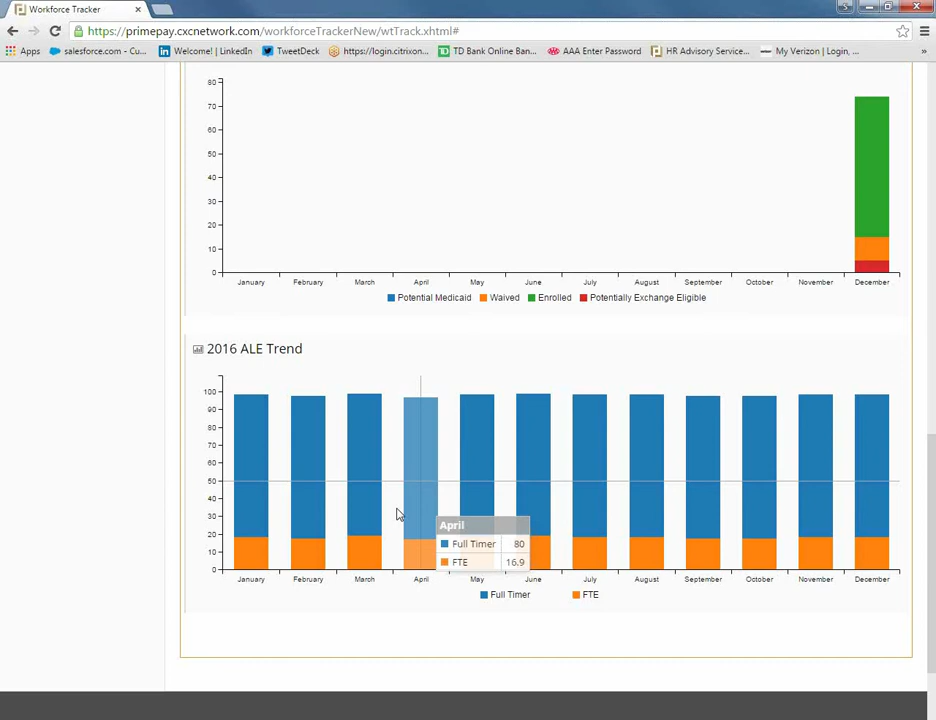 Workforce Tracker
https://primepay.cxcnetwork.com/workforceTrackerNew/wtTrack.xhtml#
Apps salesforce.com - Cu... Welcome! | LinkedIn TweetDeck https://login.citrixon... TD Bank Online Ban... AAA Enter Password HR Advisory Service... My Verizon | Login, ... »
80
70
60
50
40
30
20
10
0
January February March April May June July August September October November December
Potential Medicaid Waived Enrolled Potentially Exchange Eligible
2016 ALE Trend
100
90
80
70
60
50
40
30
20
10
0
April
Full Timer 80
FTE 16.9
January February March April May June July August September October November December
Full Timer FTE